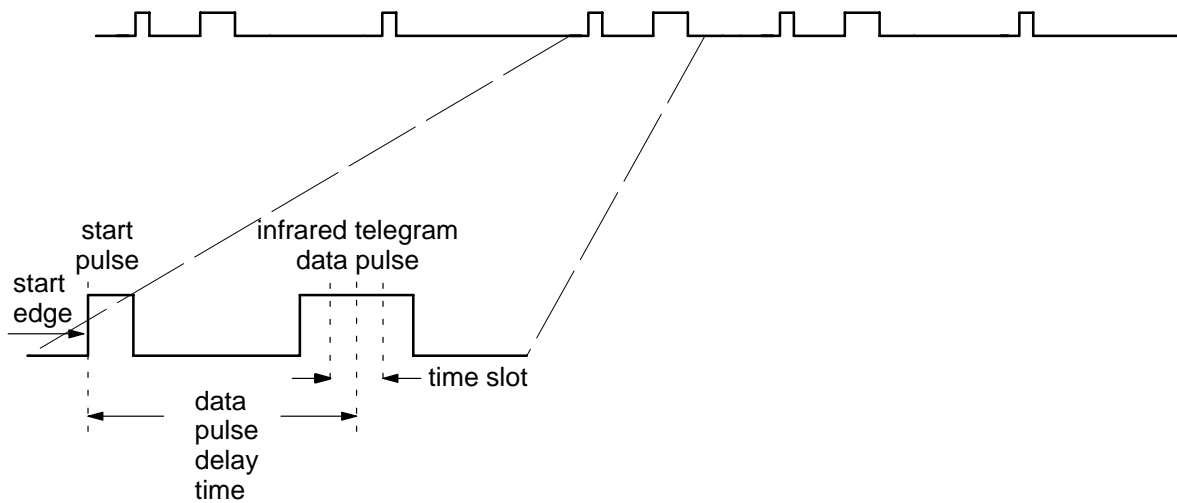 start
pulse
infrared telegram
data pulse
start
edge
time slot
data
pulse
delay
time